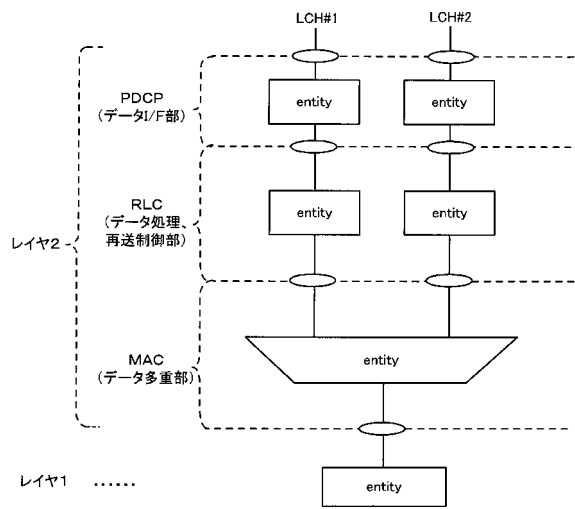 LCH#1
LCH#2
PDCP
(データI/F部)
entity
entity
RLC
(データ処理、
再送制御部)
entity
entity
レイヤ2
MAC
(データ多重部)
entity
レイヤ1 ……
entity